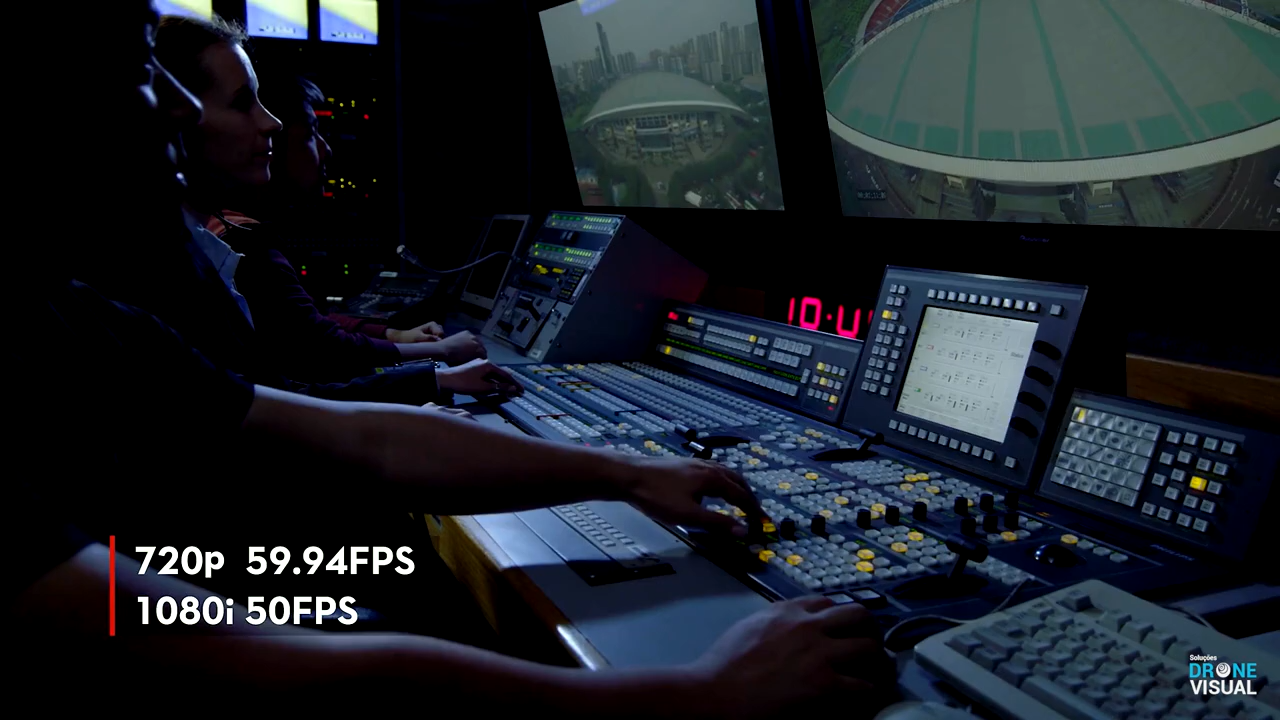 720p 59.94FPS
1080i 50FPS
Soluções
DRONE
VISUAL